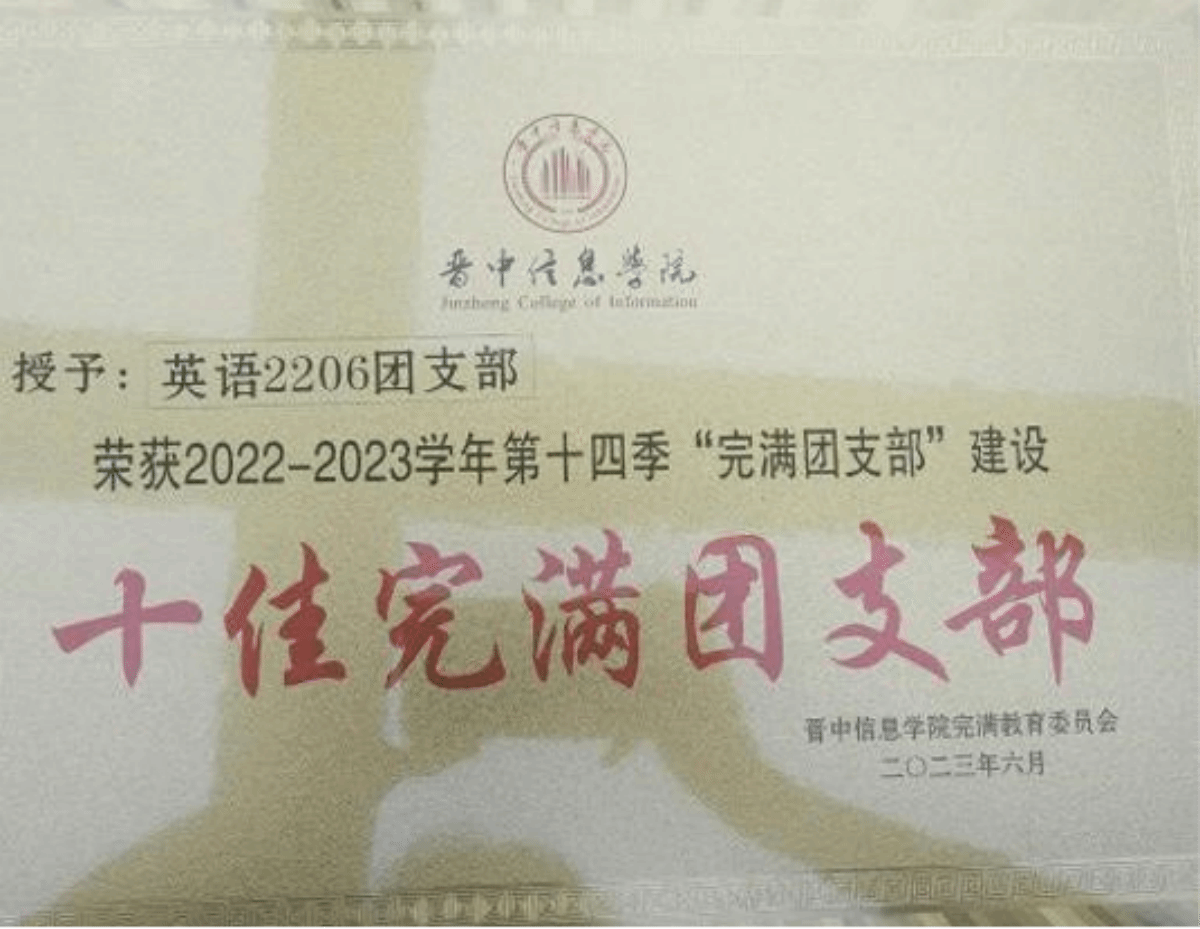 晋中信息学院
Jinzhong College of Information
授予：英语2206团支部
荣获2022-2023学年第十四季“完满团支部”建设
十佳完满团支部
晋中信息学院完满教育委员会
二〇二三年六月